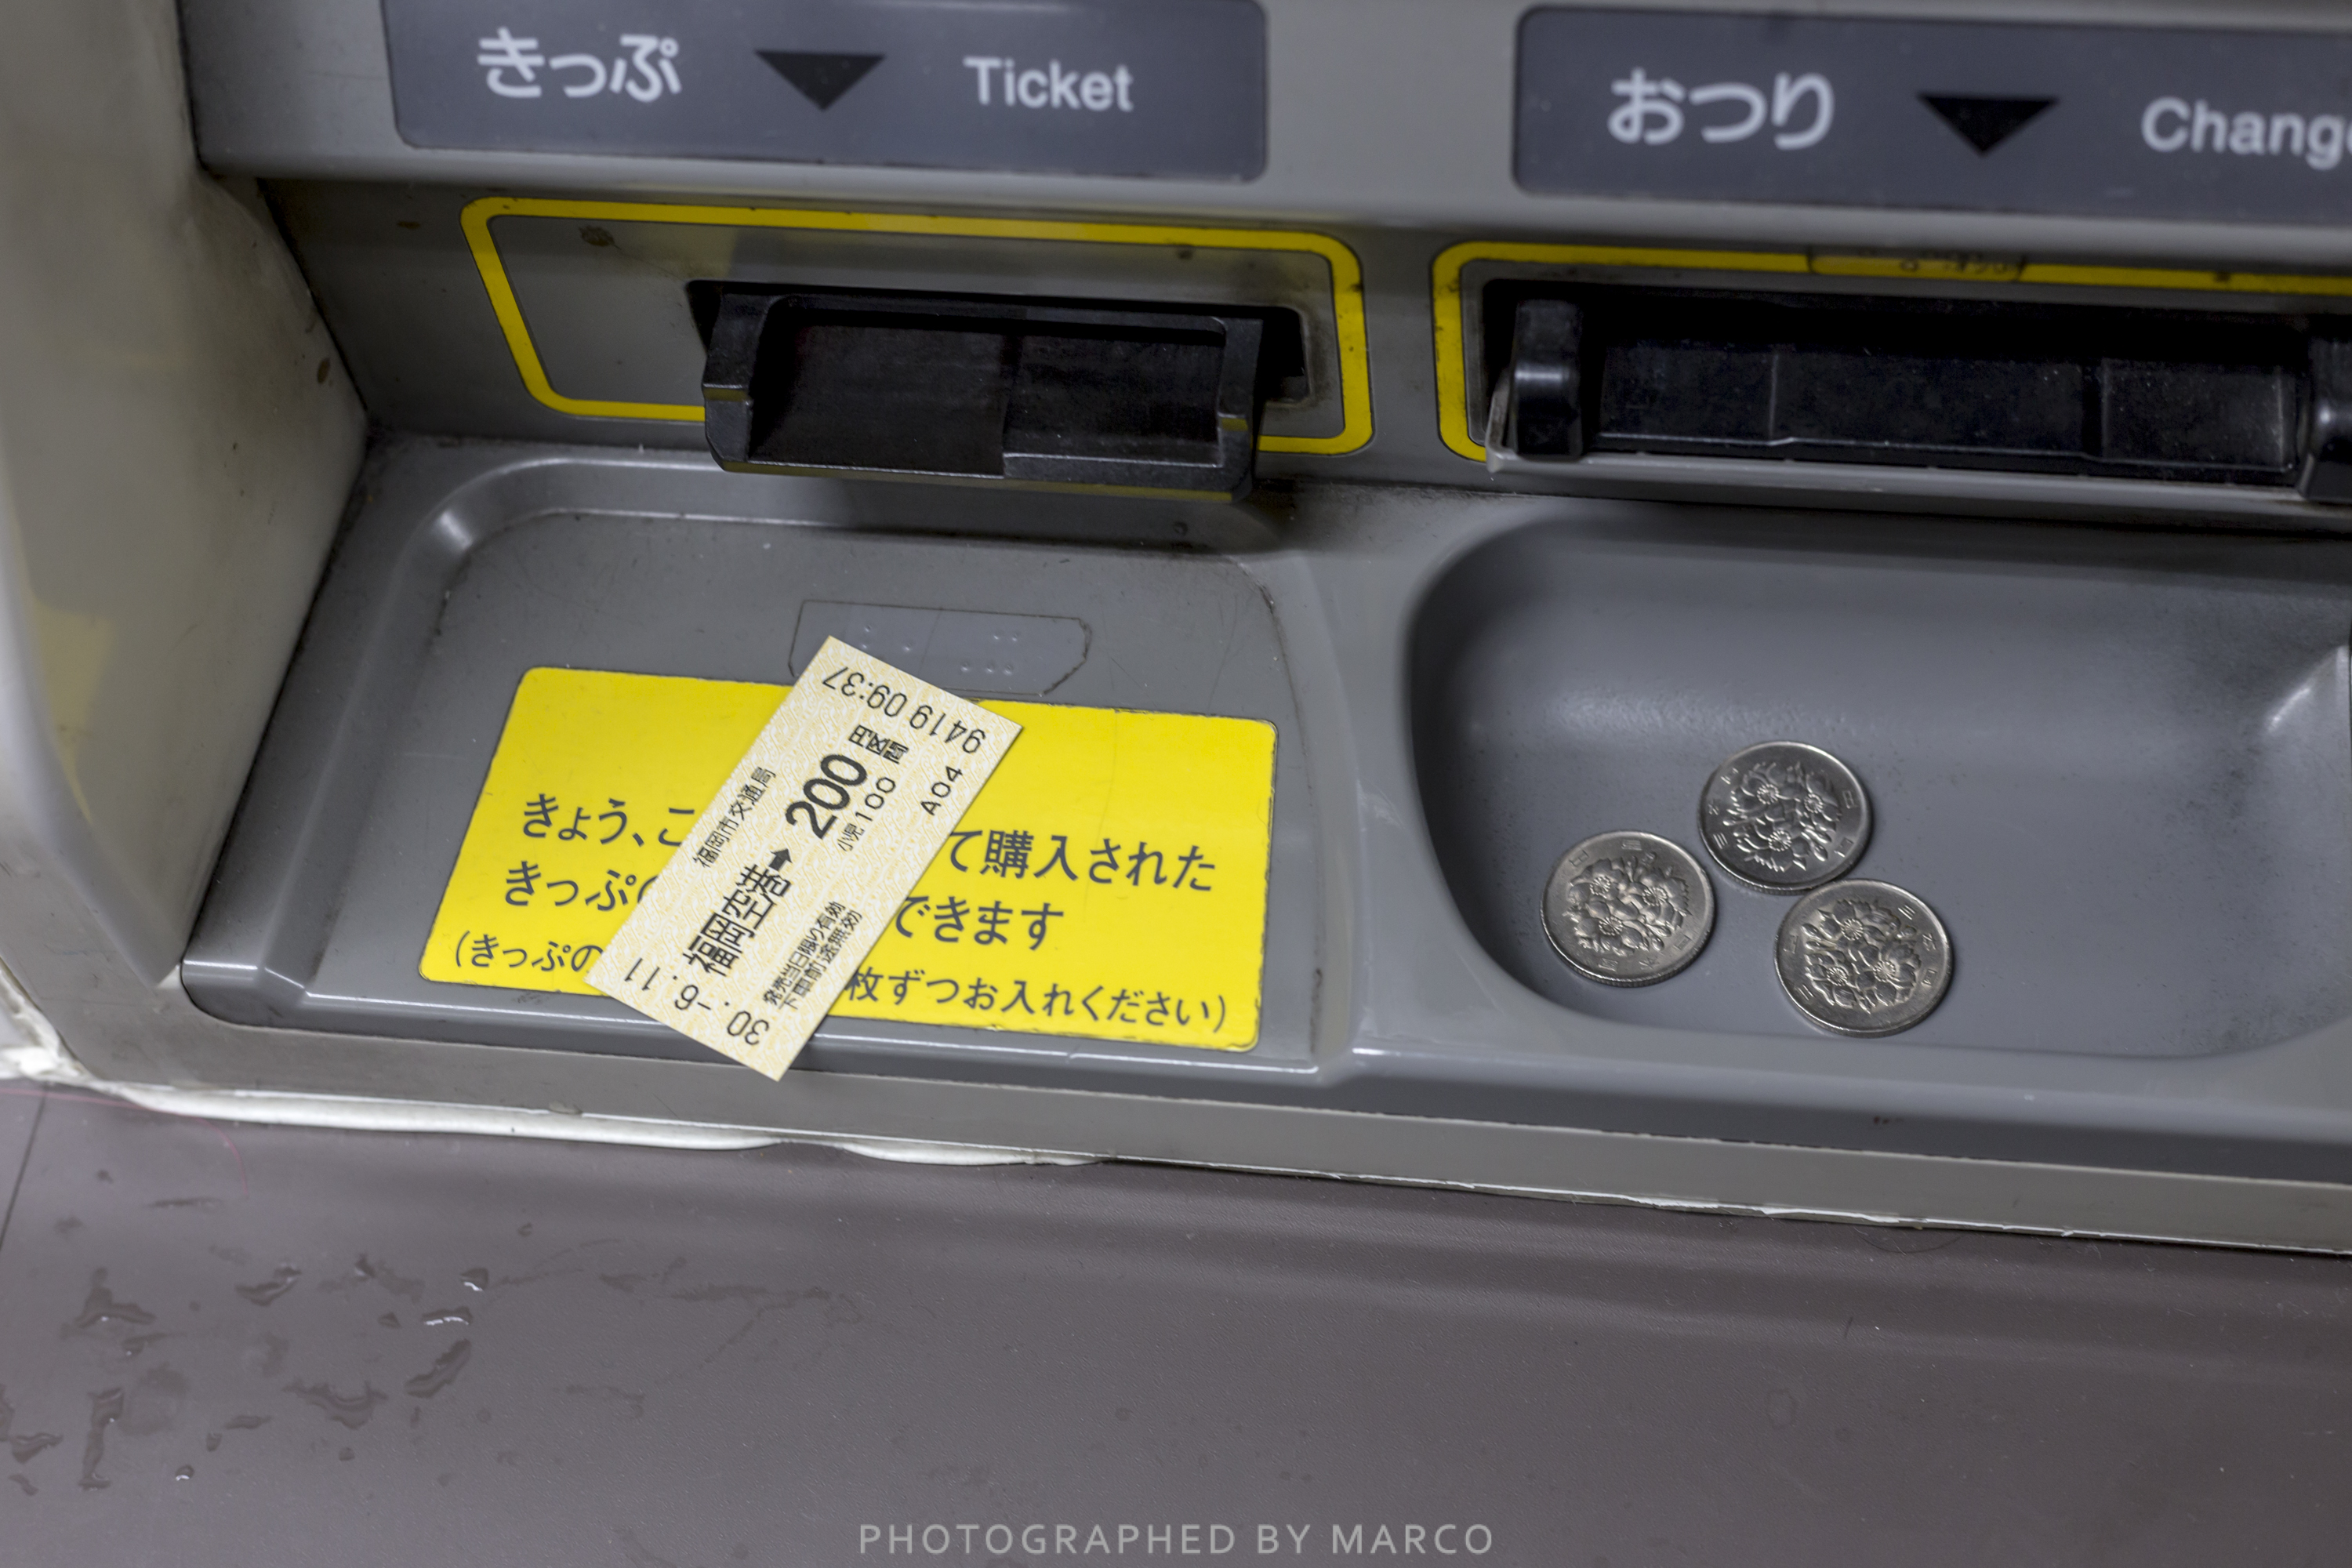 きっぷ ▼ Ticket
おつり ▼ Chang
福岡市交通局
福岡空港→ 200 円区間
小児100
発売当日限り有効
下車前途無効
30.-6.11
9419 09:37
A04
きょう、こ て購入された
きっぷ できます
(きっぷの 枚ずつお入れください)
PHOTOGRAPHED BY MARCO